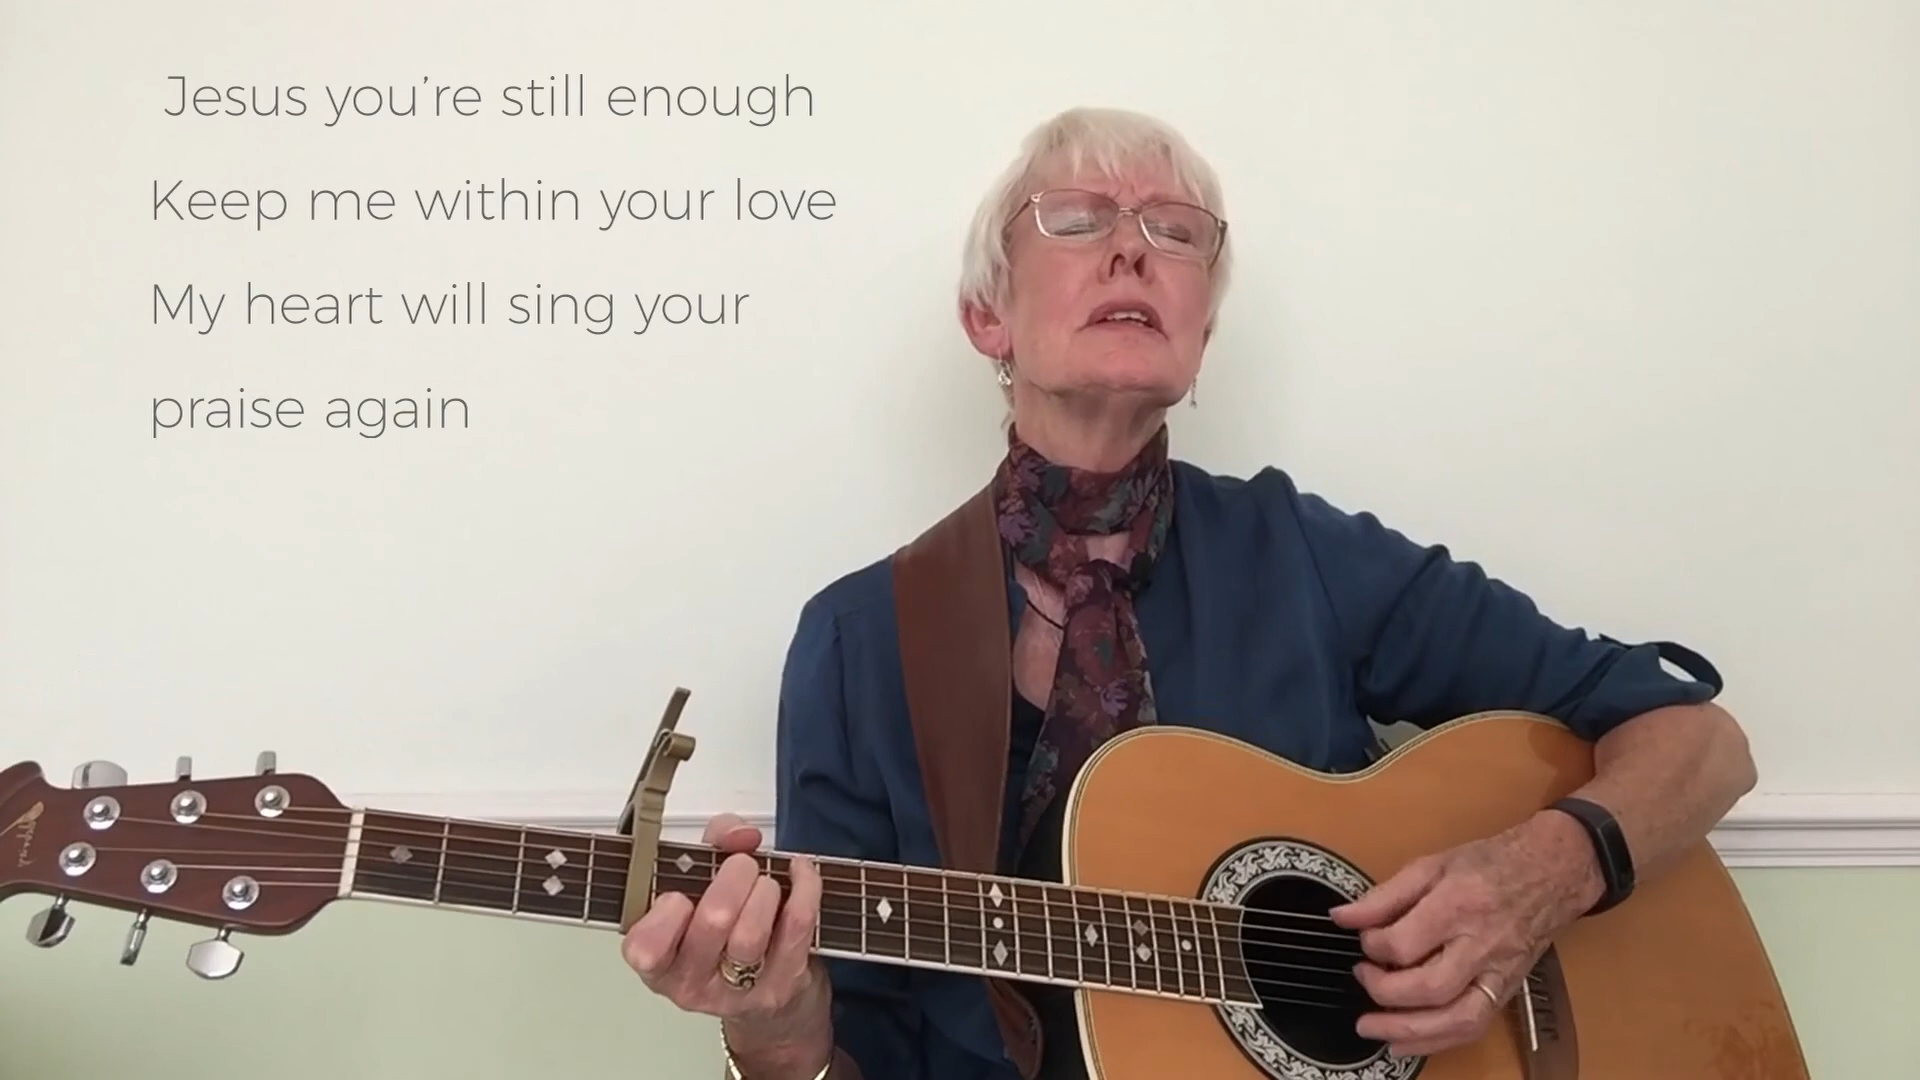 Jesus you’re still enough
Keep me within your love
My heart will sing your
praise again